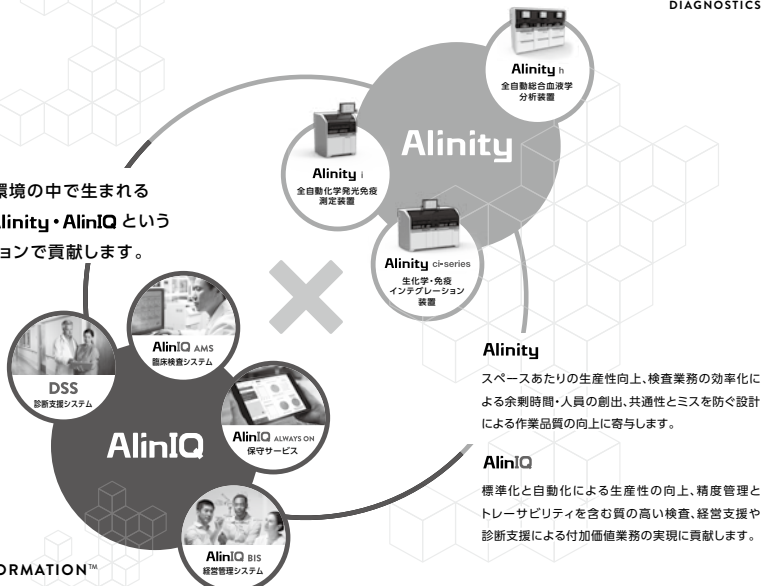 DIAGNOSTICS
Alinity h
全自動総合血液学
分析装置
Alinity
Alinity i
全自動化学発光免疫
測定装置
Alinity ci-series
生化学・免疫
インテグレーション
装置
環境の中で生まれる
linity・AlinIQ という
ョンで貢献します。
AlinIQ AMS
臨床検査システム
DSS
診断支援システム
AlinIQ
AlinIQ ALWAYS ON
保守サービス
AlinIQ BIS
経営管理システム
Alinity
スペースあたりの生産性向上、検査業務の効率化に
よる余剰時間・人員の創出、共通性とミスを防ぐ設計
による作業品質の向上に寄与します。
AlinIQ
標準化と自動化による生産性の向上、精度管理と
トレーサビリティを含む質の高い検査、経営支援や
診断支援による付加価値業務の実現に貢献します。
ORMATION™